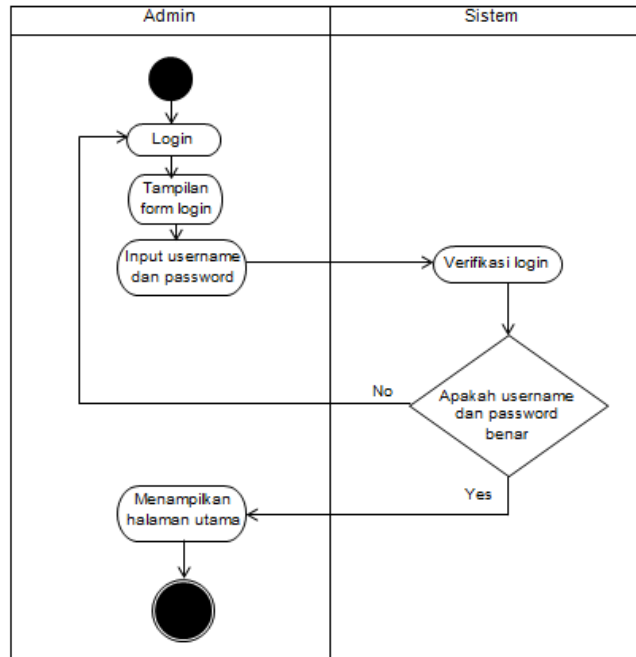 Admin
Sistem
Login
Tampilan
form login
Input username
dan password
Verifikasi login
No
Apakah username
dan password
benar
Yes
Menampilkan
halaman utama